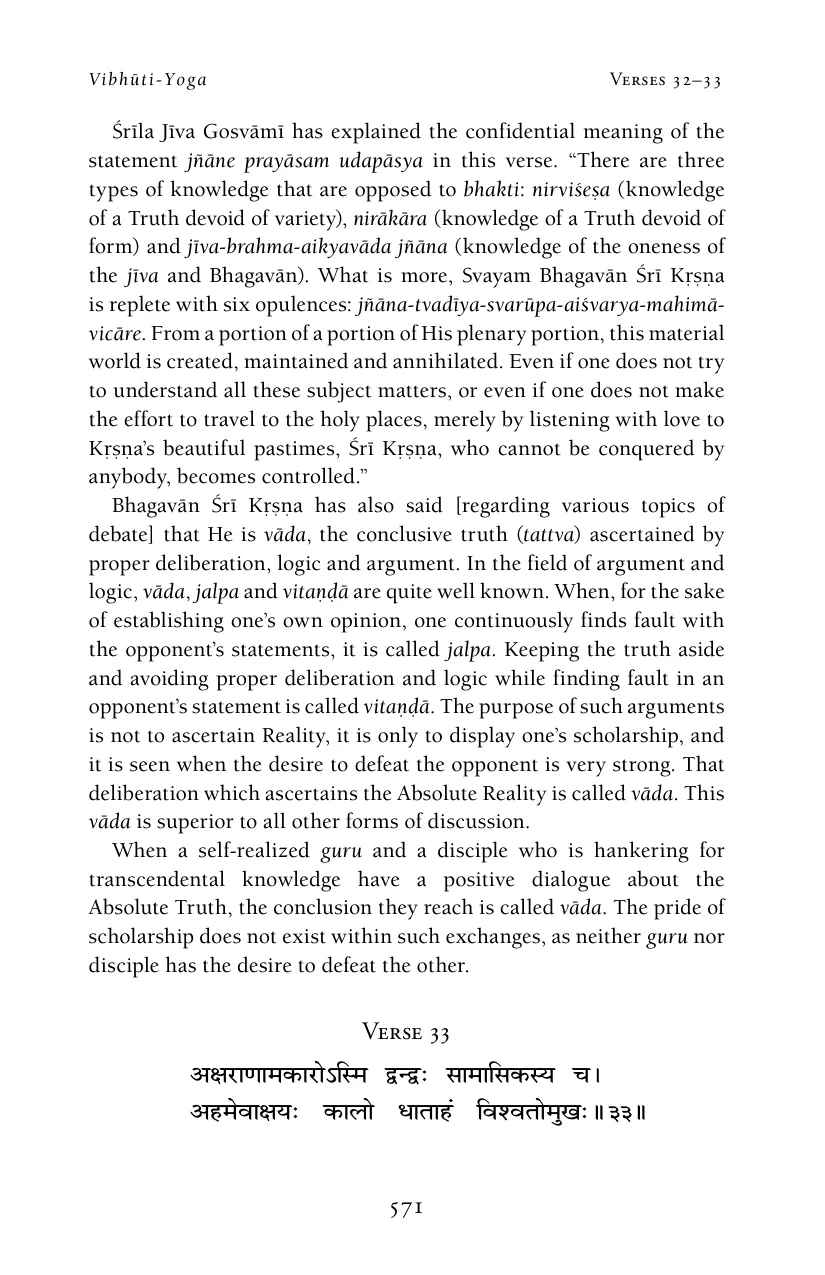 Vibhūti-Yoga
Verses 32–33
Śrīla Jīva Gosvāmī has explained the confidential meaning of the
statement jñāne prayāsam udapāsya in this verse. “There are three
types of knowledge that are opposed to bhakti: nirviśeṣa (knowledge
of a Truth devoid of variety), nirākāra (knowledge of a Truth devoid of
form) and jīva-brahma-aikyavāda jñāna (knowledge of the oneness of
the jīva and Bhagavān). What is more, Svayam Bhagavān Śrī Kṛṣṇa
is replete with six opulences: jñāna-tvadīya-svarūpa-aiśvarya-mahimā-
vicāre. From a portion of a portion of His plenary portion, this material
world is created, maintained and annihilated. Even if one does not try
to understand all these subject matters, or even if one does not make
the effort to travel to the holy places, merely by listening with love to
Kṛṣṇa’s beautiful pastimes, Śrī Kṛṣṇa, who cannot be conquered by
anybody, becomes controlled.”
Bhagavān Śrī Kṛṣṇa has also said [regarding various topics of
debate] that He is vāda, the conclusive truth (tattva) ascertained by
proper deliberation, logic and argument. In the field of argument and
logic, vāda, jalpa and vitaṇḍā are quite well known. When, for the sake
of establishing one’s own opinion, one continuously finds fault with
the opponent’s statements, it is called jalpa. Keeping the truth aside
and avoiding proper deliberation and logic while finding fault in an
opponent’s statement is called vitaṇḍā. The purpose of such arguments
is not to ascertain Reality, it is only to display one’s scholarship, and
it is seen when the desire to defeat the opponent is very strong. That
deliberation which ascertains the Absolute Reality is called vāda. This
vāda is superior to all other forms of discussion.
When a self-realized guru and a disciple who is hankering for
transcendental knowledge have a positive dialogue about the
Absolute Truth, the conclusion they reach is called vāda. The pride of
scholarship does not exist within such exchanges, as neither guru nor
disciple has the desire to defeat the other.
Verse 33
अक्षराणामकारोऽस्मि द्वन्द्वः सामासिकस्य च।
अहमेवाक्षयः कालो धाताहं विश्वतोमुखः॥३३॥
571